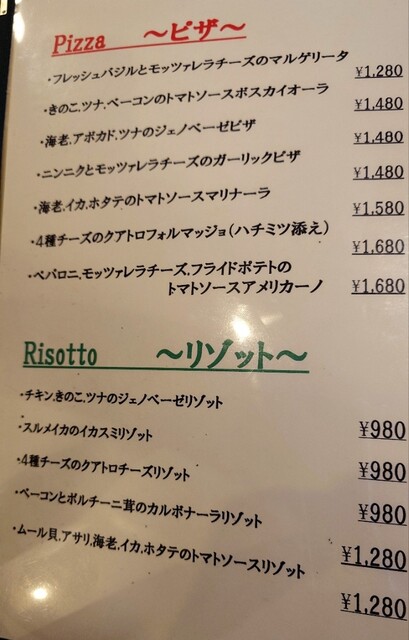 Pizza ～ピザ～
・フレッシュバジルとモッツァレラチーズのマルゲリータ ¥1,280
・きのこ,ツナ,ベーコンのトマトソースボスカイオーラ ¥1,480
・海老,アボカド,ツナのジェノベーゼピザ ¥1,480
・ニンニクとモッツァレラチーズのガーリックピザ ¥1,480
・海老,イカ,ホタテのトマトソースマリナーラ ¥1,580
・4種チーズのクアトロフォルマッジョ(ハチミツ添え) ¥1,680
・ペパロニ,モッツァレラチーズ,フライドポテトの
トマトソースアメリカーノ ¥1,680
Risotto ～リゾット～
・チキン,きのこ,ツナのジェノベーゼリゾット ¥980
・スルメイカのイカスミリゾット ¥980
・4種チーズのクアトロチーズリゾット ¥980
・ベーコンとポルチーニ茸のカルボナーラリゾット ¥1,280
・ムール貝,アサリ,海老,イカ,ホタテのトマトソースリゾット ¥1,280